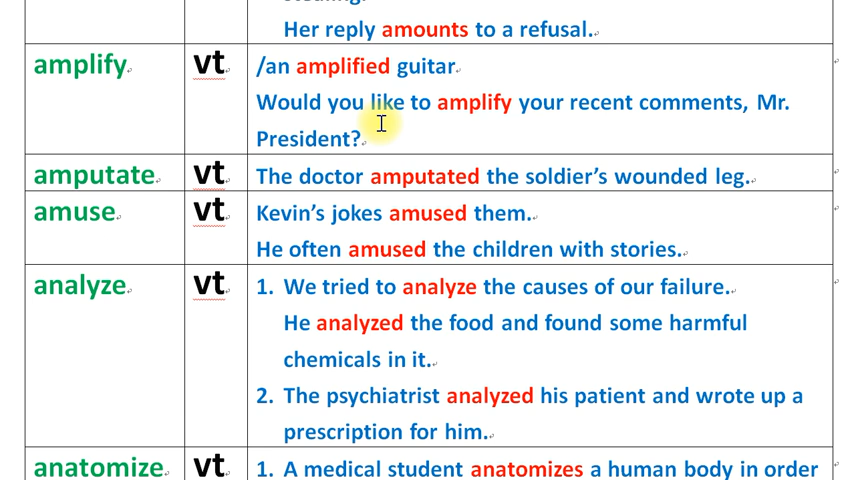 Her reply amounts to a refusal.
amplify vt /an amplified guitar
Would you like to amplify your recent comments, Mr.
President?
amputate vt The doctor amputated the soldier's wounded leg.
amuse vt Kevin's jokes amused them.
He often amused the children with stories.
analyze vt 1. We tried to analyze the causes of our failure.
He analyzed the food and found some harmful
chemicals in it.
2. The psychiatrist analyzed his patient and wrote up a
prescription for him.
anatomize vt 1. A medical student anatomizes a human body in order